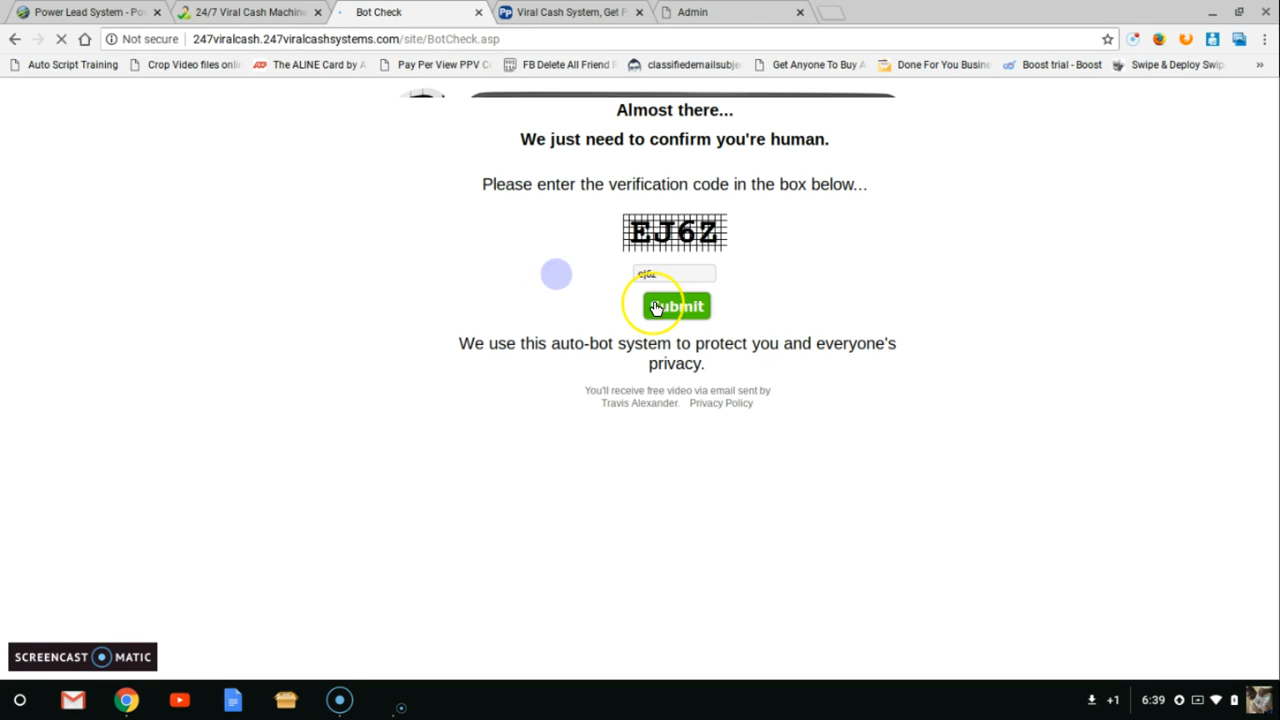 Power Lead System - Po
24/7 Viral Cash Machin
Bot Check
Viral Cash System, Get P
Admin
Not secure
247viralcash.247viralcashsystems.com/site/BotCheck.asp
Auto Script Training
Crop Video files onli
The ALINE Card by A
Pay Per View PPV C
FB Delete All Friend
classifiedemailsubje
Get Anyone To Buy
Done For You Busine
Boost trial - Boost
Swipe & Deploy Swip
»
Almost there...
We just need to confirm you're human.
Please enter the verification code in the box below...
EJ6Z
ej6z
Submit
We use this auto-bot system to protect you and everyone's
privacy.
You'll receive free video via email sent by
Travis Alexander. Privacy Policy
SCREENCAST MATIC
+1
6:39